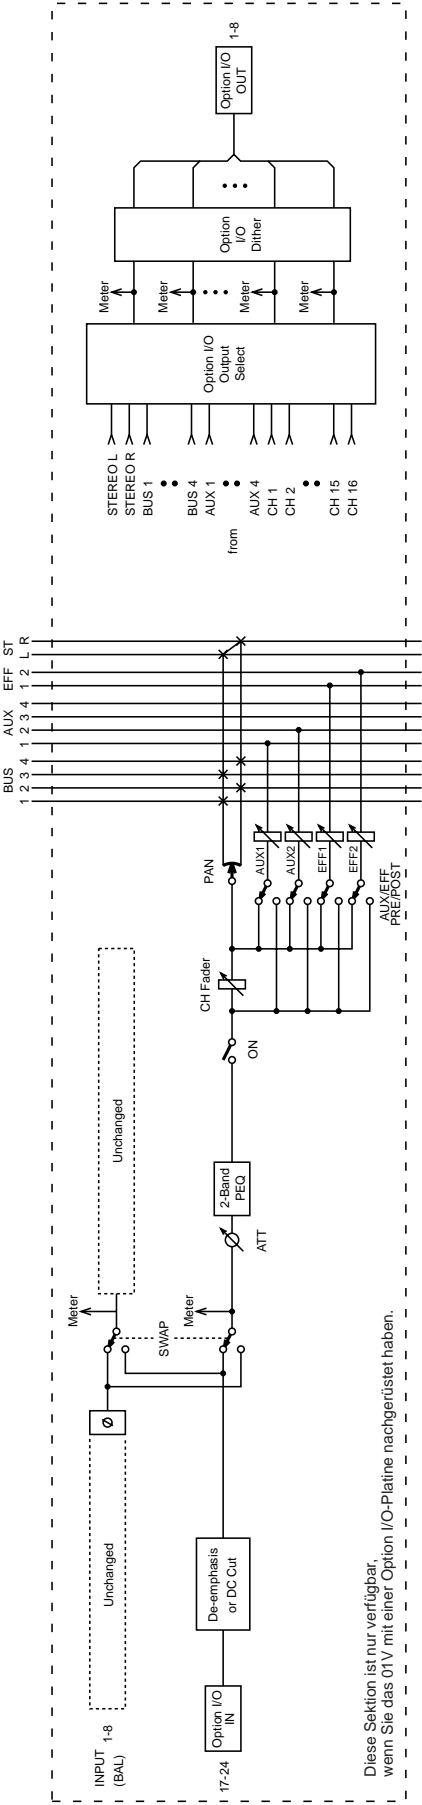 INPUT 1-8
(BAL)
Unchanged
Ø
Meter
SWAP
Unchanged
17-24
Option I/O
IN
De-emphasis
or DC Cut
Meter
ATT
2-Band
PEQ
ON
CH Fader
PAN
AUX1
AUX2
EFF1
EFF2
AUX/EFF
PRE/POST
BUS
1 2 3 4
AUX
1 2 3 4
EFF
1 2
ST
L R
from
STEREO L
STEREO R
BUS 1
BUS 4
AUX 1
AUX 4
CH 1
CH 2
CH 15
CH 16
Option I/O
Output
Select
Meter
Meter
Meter
Meter
Option
I/O
Dither
Option I/O
OUT
1-8
Diese Sektion ist nur verfügbar,
wenn Sie das 01V mit einer Option I/O-Platine nachgerüstet haben.